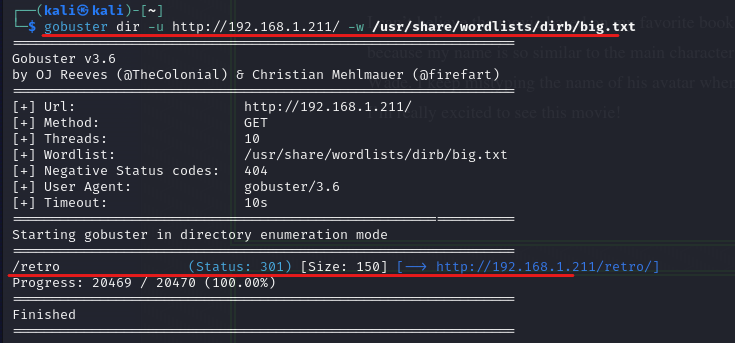 ┌──(kali㉿kali)-[~]
└─$ gobuster dir -u http://192.168.1.211/ -w /usr/share/wordlists/dirb/big.txt
favorite book
===============================================================
because my name is so similar to the main character
Gobuster v3.6
by OJ Reeves (@TheColonial) & Christian Mehlmauer (@firefart)
the name of his avatar when
===============================================================
really excited to see this movie!
[+] Url:                     http://192.168.1.211/
[+] Method:                  GET
[+] Threads:                 10
[+] Wordlist:                /usr/share/wordlists/dirb/big.txt
[+] Negative Status codes:   404
[+] User Agent:              gobuster/3.6
[+] Timeout:                 10s
===============================================================
Starting gobuster in directory enumeration mode
===============================================================
/retro                (Status: 301) [Size: 150] [--> http://192.168.1.211/retro/]
Progress: 20469 / 20470 (100.00%)
===============================================================
Finished
===============================================================